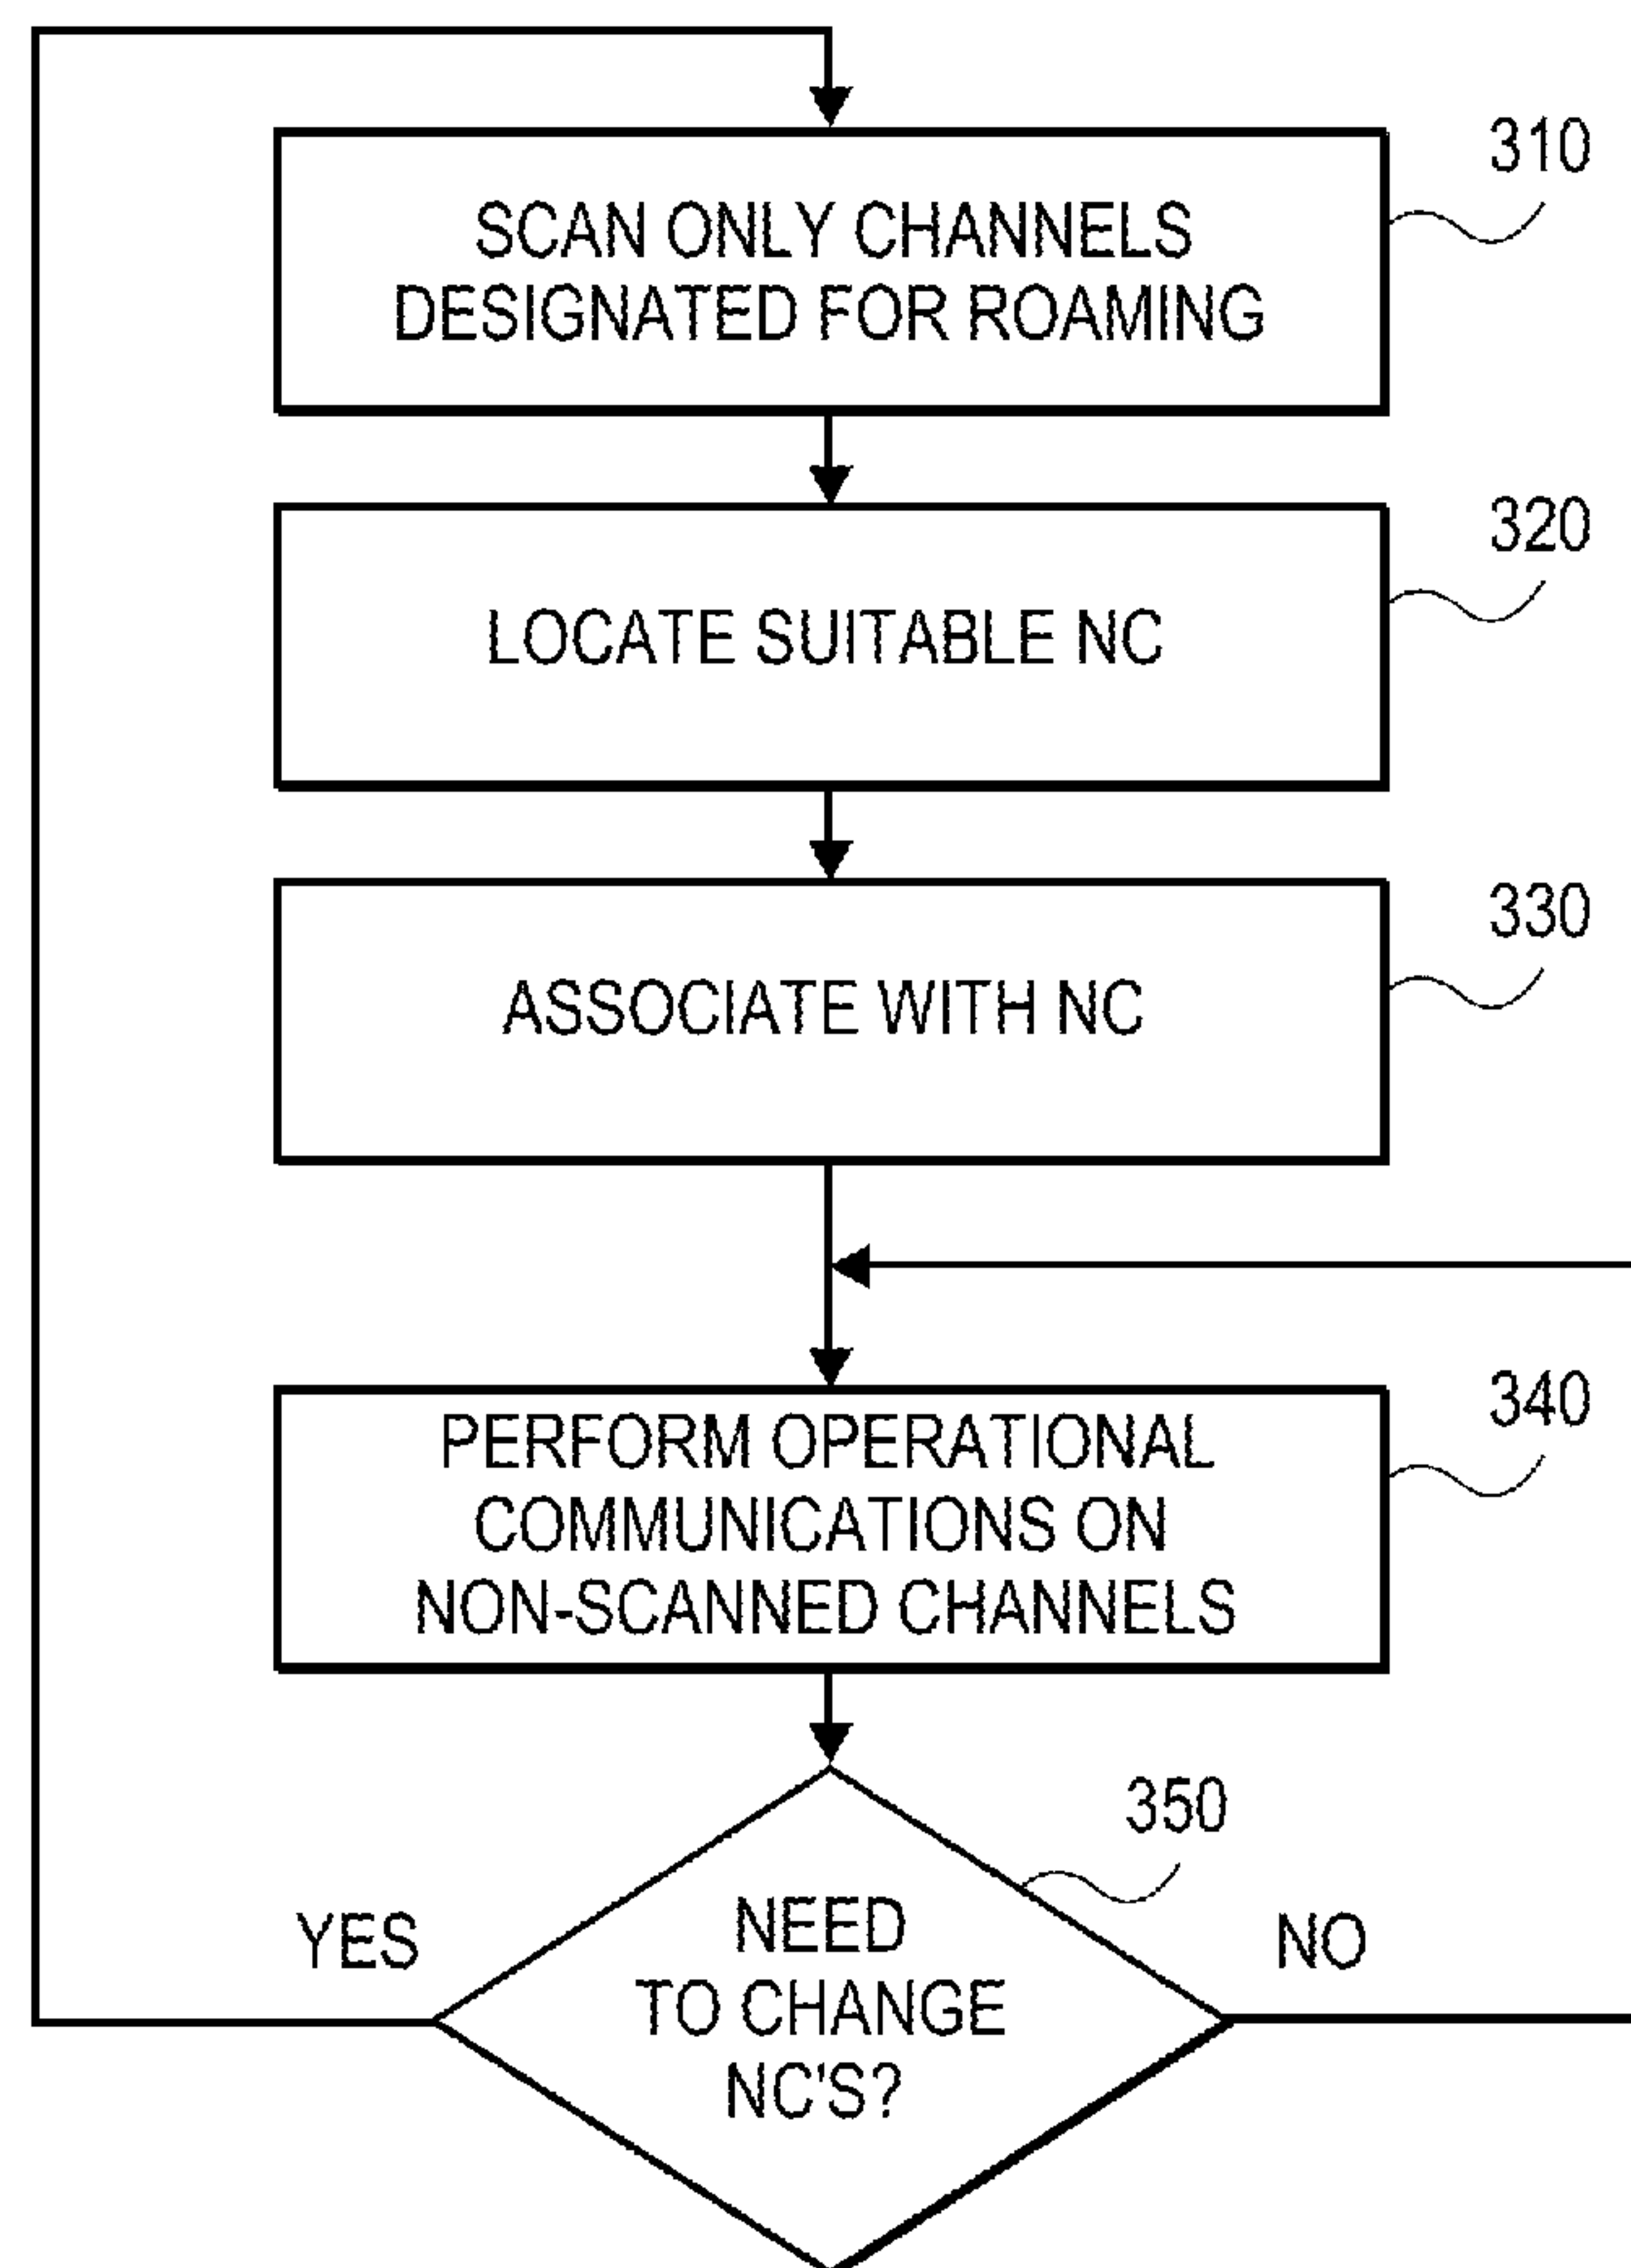 310
SCAN ONLY CHANNELS
DESIGNATED FOR ROAMING
320
LOCATE SUITABLE NC
330
ASSOCIATE WITH NC
340
PERFORM OPERATIONAL
COMMUNICATIONS ON
NON-SCANNED CHANNELS
350
YES
NEED
TO CHANGE
NC'S?
NO